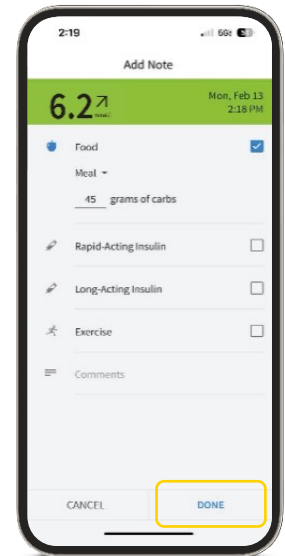 2:19
5GE
Add Note
6.2
Mon, Feb 13
2:18 PM
Food
Meal
45 grams of carbs
Rapid-Acting Insulin
Long-Acting Insulin
Exercise
Comments
CANCEL DONE